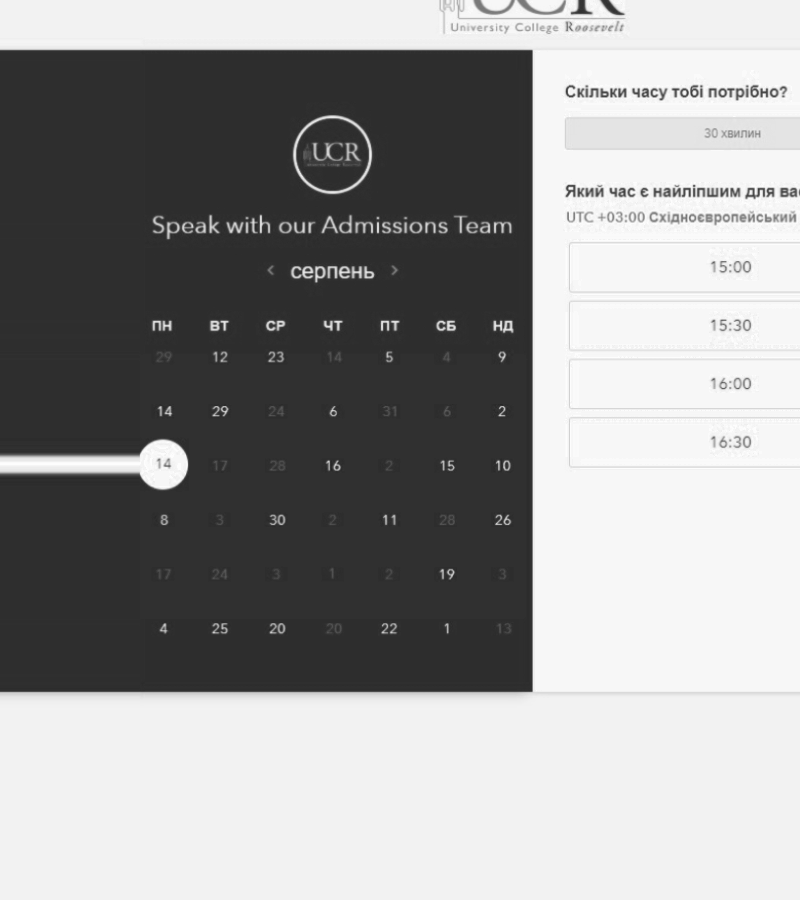 UCR
University College Roosevelt
UCR
Speak with our Admissions Team
< серпень >
ПН ВТ СР ЧТ ПТ СБ НД
29 12 23 14 5 4 9
14 29 24 6 31 6 2
14 17 28 16 2 15 10
8 3 30 2 11 28 26
17 24 3 1 2 19 3
4 25 20 20 22 1 13
Скільки часу тобі потрібно?
30 хвилин
Який час є найліпшим для ва
UTC +03:00 Східноєвропейський
15:00
15:30
16:00
16:30